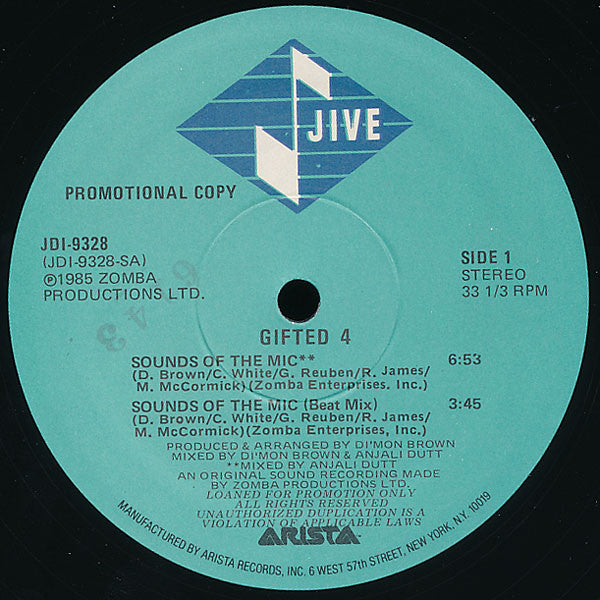 JIVE
PROMOTIONAL COPY
JDI-9328
(JDI-9328-SA)
Ⓟ1985 ZOMBA
PRODUCTIONS LTD.
SIDE 1
STEREO
33 1/3 RPM
GIFTED 4
SOUNDS OF THE MIC** 6:53
(D. Brown/C. White/G. Reuben/R. James/
M. McCormick)(Zomba Enterprises, Inc.)
SOUNDS OF THE MIC (Beat Mix) 3:45
(D. Brown/C. White/G. Reuben/R. James/
M. McCormick)(Zomba Enterprises, Inc.)
PRODUCED & ARRANGED BY DI'MON BROWN
MIXED BY DI'MON BROWN & ANJALI DUTT
**MIXED BY ANJALI DUTT
AN ORIGINAL SOUND RECORDING MADE
BY ZOMBA PRODUCTIONS LTD.
LOANED FOR PROMOTION ONLY
ALL RIGHTS RESERVED
UNAUTHORIZED DUPLICATION IS A
VIOLATION OF APPLICABLE LAWS
ARISTA
MANUFACTURED BY ARISTA RECORDS, INC. 6 WEST 57th STREET, NEW YORK, N.Y. 10019